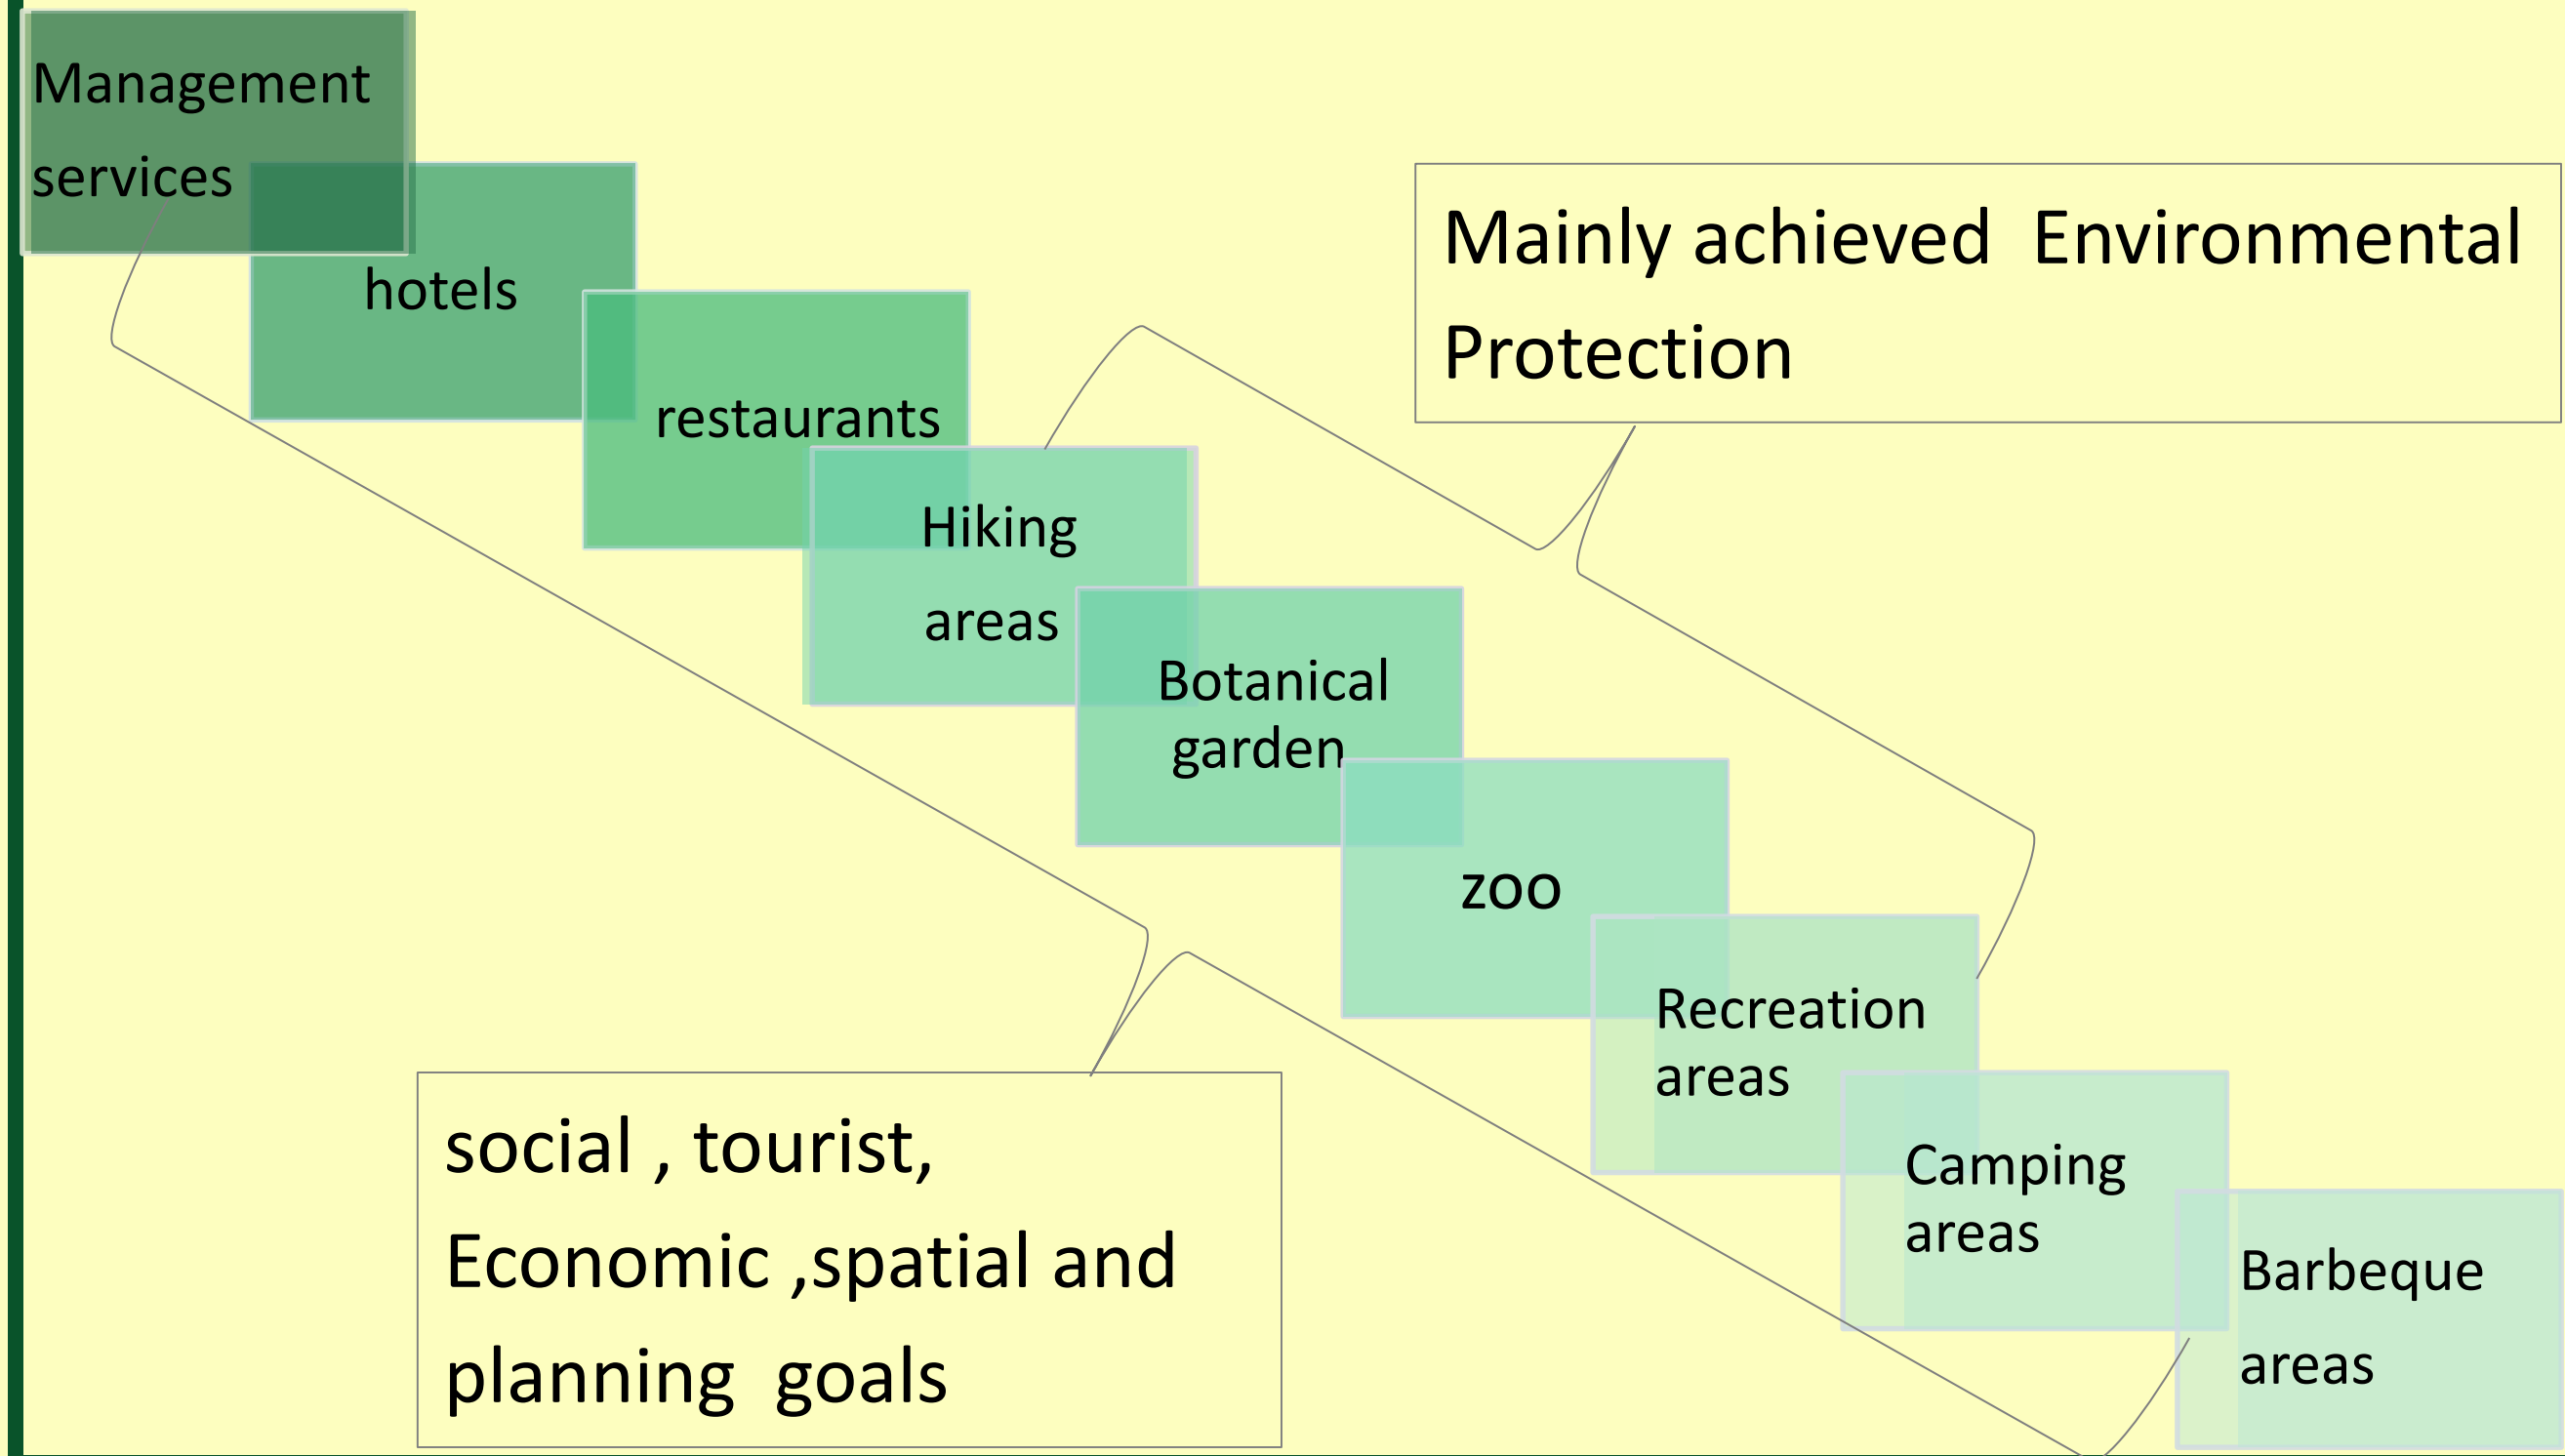 Management
services
hotels
restaurants
Hiking
areas
Botanical
garden
zoo
Recreation
areas
Camping
areas
Barbeque
areas
Mainly achieved  Environmental
Protection
social , tourist,
Economic ,spatial and
planning  goals